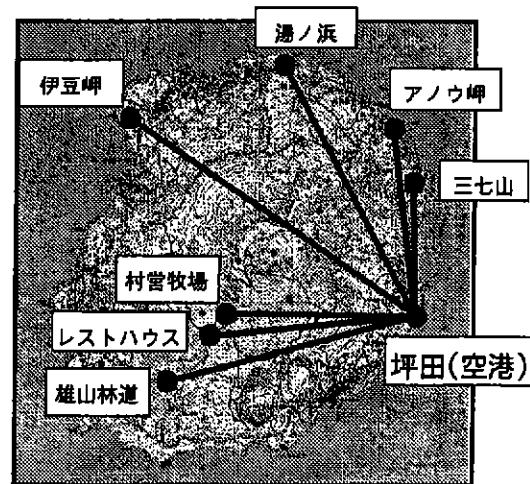 湯ノ浜
伊豆岬
アノウ岬
三七山
村営牧場
レストハウス
坪田(空港)
雄山林道